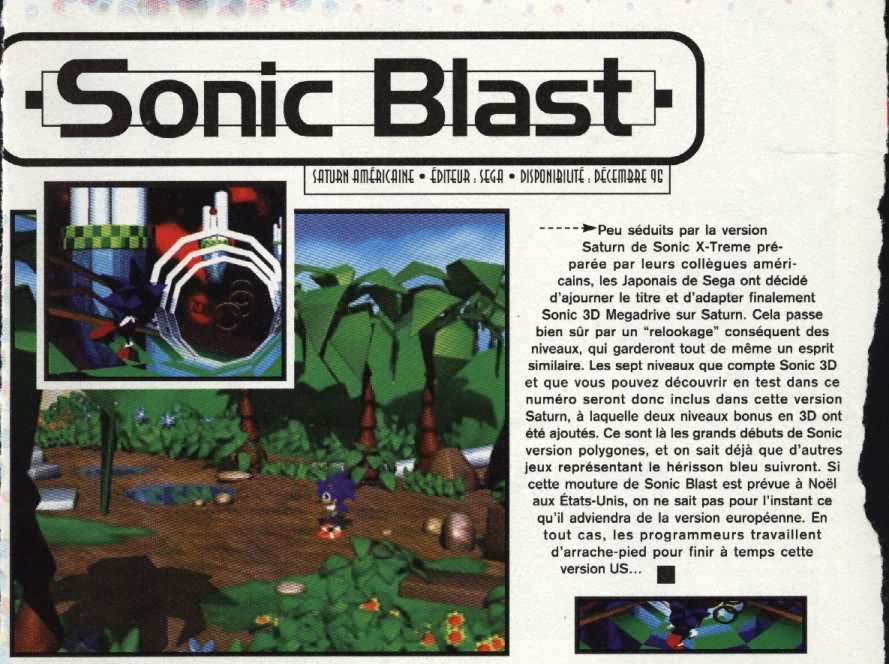 Sonic Blast
SATURN AMÉRICAINE • ÉDITEUR : SEGA • DISPONIBILITÉ : DÉCEMBRE 96
Peu séduits par la version
Saturn de Sonic X-Treme pré-
parée par leurs collègues améri-
cains, les Japonais de Sega ont décidé
d'ajourner le titre et d'adapter finalement
Sonic 3D Megadrive sur Saturn. Cela passe
bien sûr par un "relookage" conséquent des
niveaux, qui garderont tout de même un esprit
similaire. Les sept niveaux que compte Sonic 3D
et que vous pouvez découvrir en test dans ce
numéro seront donc inclus dans cette version
Saturn, à laquelle deux niveaux bonus en 3D ont
été ajoutés. Ce sont là les grands débuts de Sonic
version polygones, et on sait déjà que d'autres
jeux représentant le hérisson bleu suivront. Si
cette mouture de Sonic Blast est prévue à Noël
aux États-Unis, on ne sait pas pour l'instant ce
qu'il adviendra de la version européenne. En
tout cas, les programmeurs travaillent
d'arrache-pied pour finir à temps cette
version US...